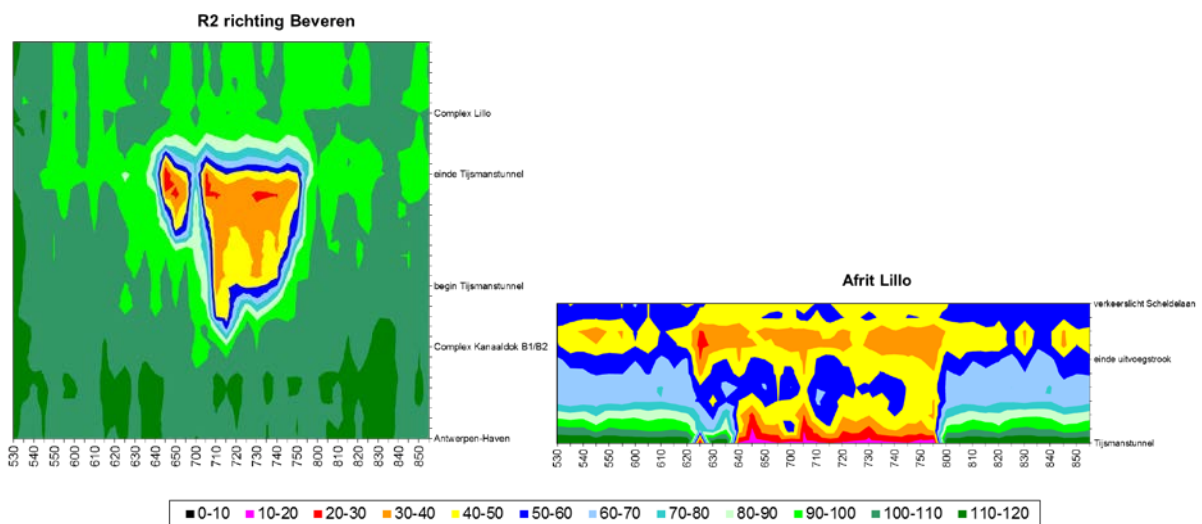 R2 richting Beveren
Complex Lillo
einde Tijsmanstunnel
begin Tijsmanstunnel
Complex Kanaaldok B1/B2
Antwerpen-Haven
530 540 550 610 620 630 640 650 700 710 720 730 740 750 800 810 820 830 840 850
Afrit Lillo
verkeerslicht Scheldelaan
einde uitvoegstrook
Tijsmanstunnel
530 540 550 600 610 620 630 640 650 700 710 720 730 740 750 800 810 820 830 840 850
0-10 10-20 20-30 30-40 40-50 50-60 60-70 70-80 80-90 90-100 100-110 110-120